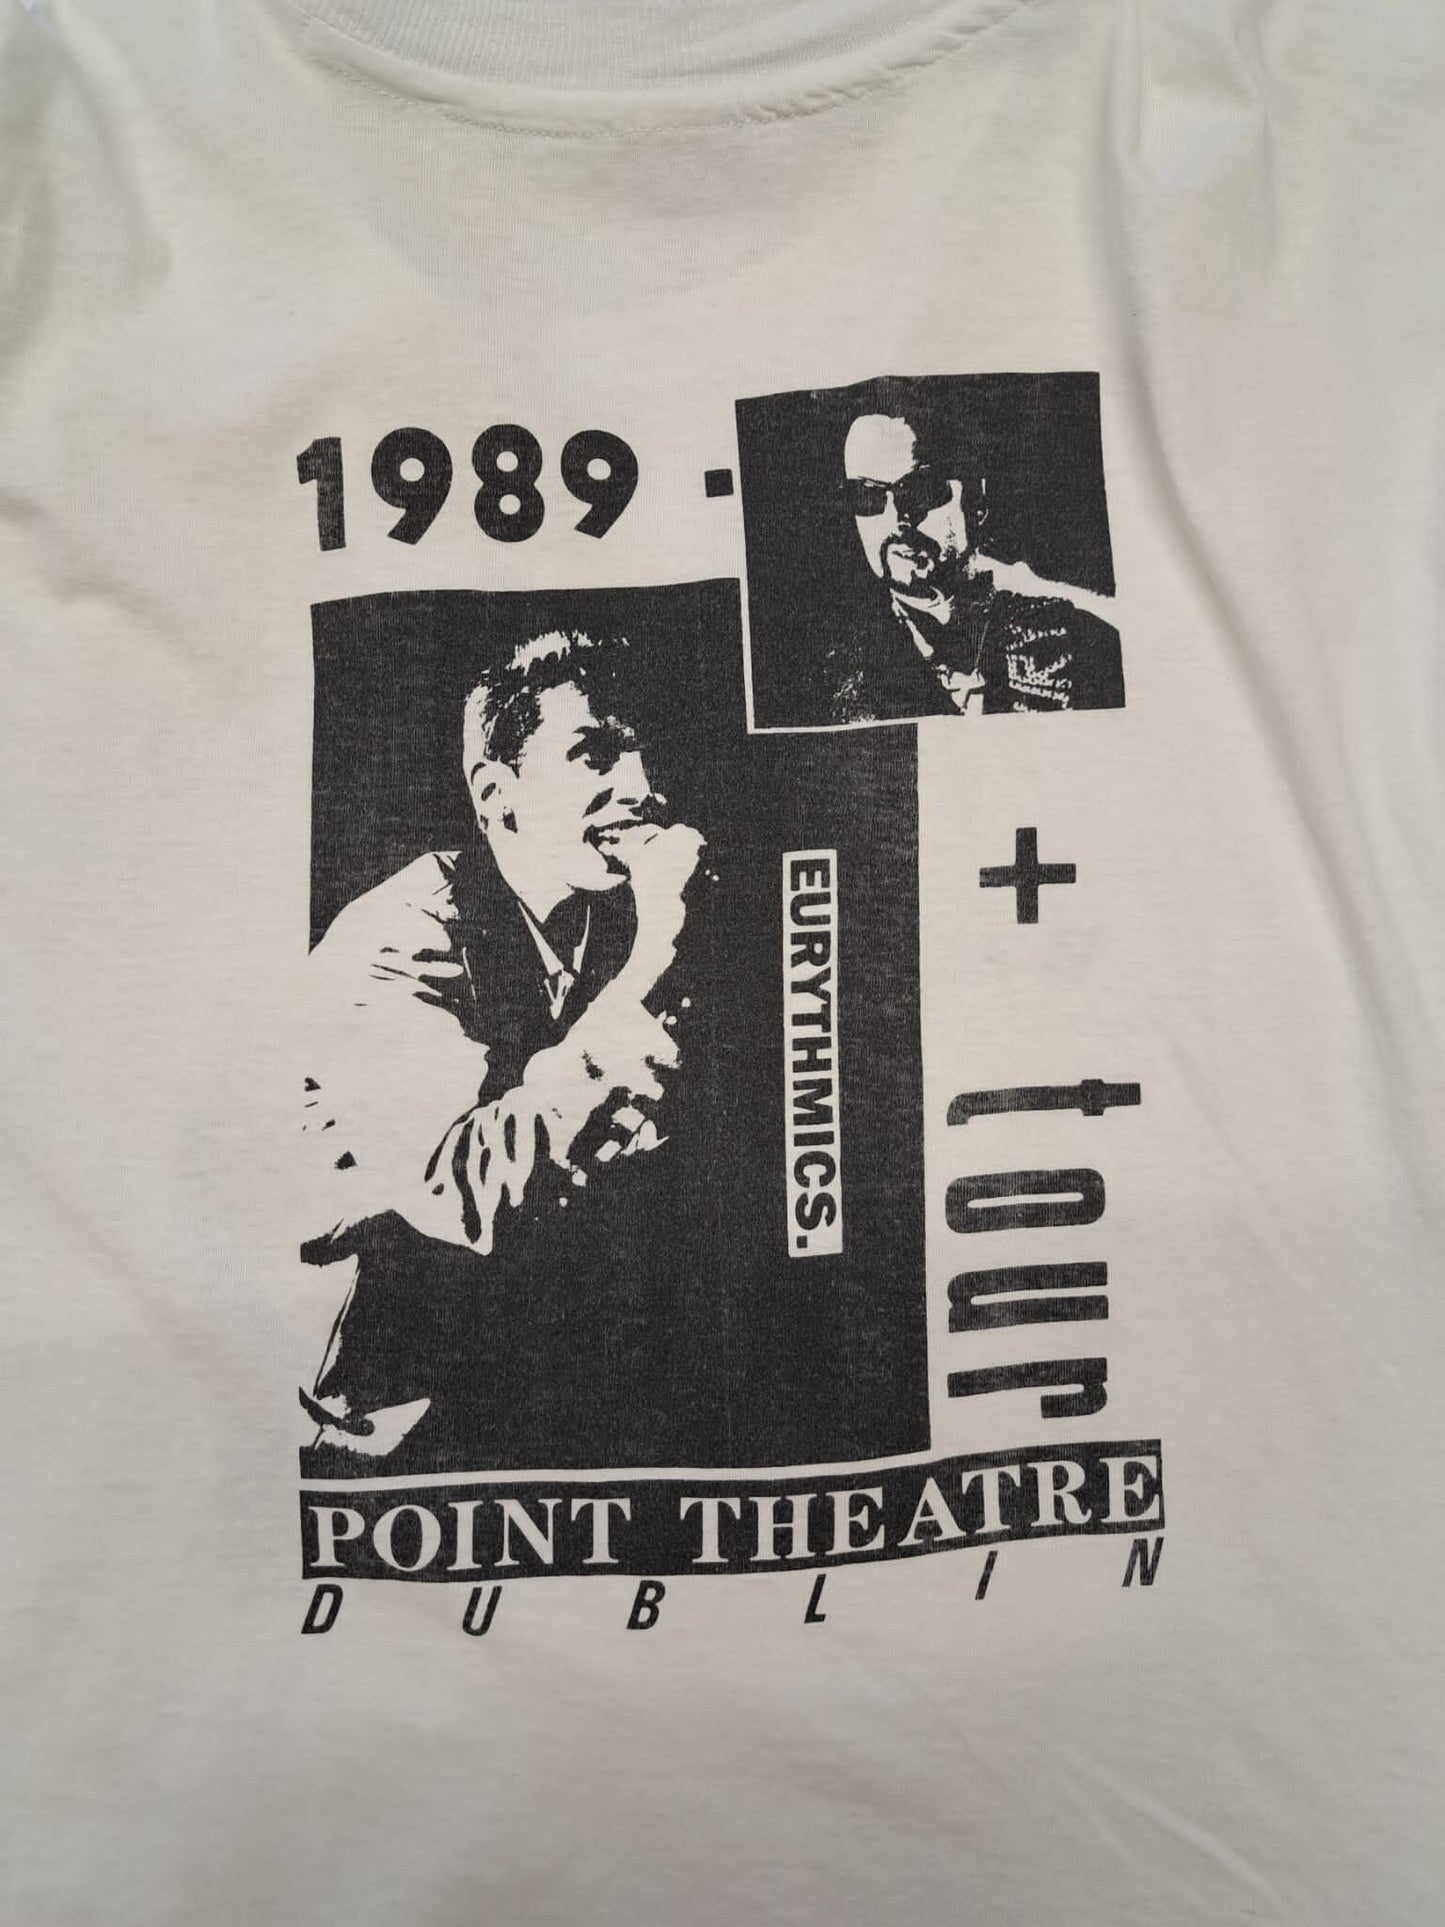 1989 .
EURYTHMICS.
+ tour
POINT THEATRE
DUBLIN